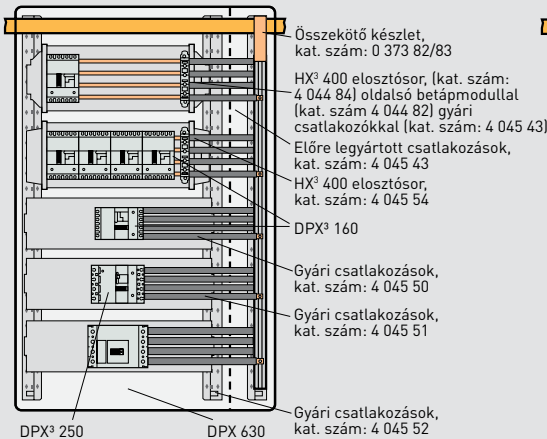 Összekötő készlet,
kat. szám: 0 373 82/83
HX³ 400 elosztósor, (kat. szám:
4 044 84) oldalsó betápmodullal
(kat. szám 4 044 82) gyári
csatlakozókkal (kat. szám: 4 045 43)
Előre legyártott csatlakozások,
kat. szám: 4 045 43
HX³ 400 elosztósor,
kat. szám: 4 045 54
DPX³ 160
Gyári csatlakozások,
kat. szám: 4 045 50
Gyári csatlakozások,
kat. szám: 4 045 51
Gyári csatlakozások,
kat. szám: 4 045 52
DPX³ 250
DPX 630